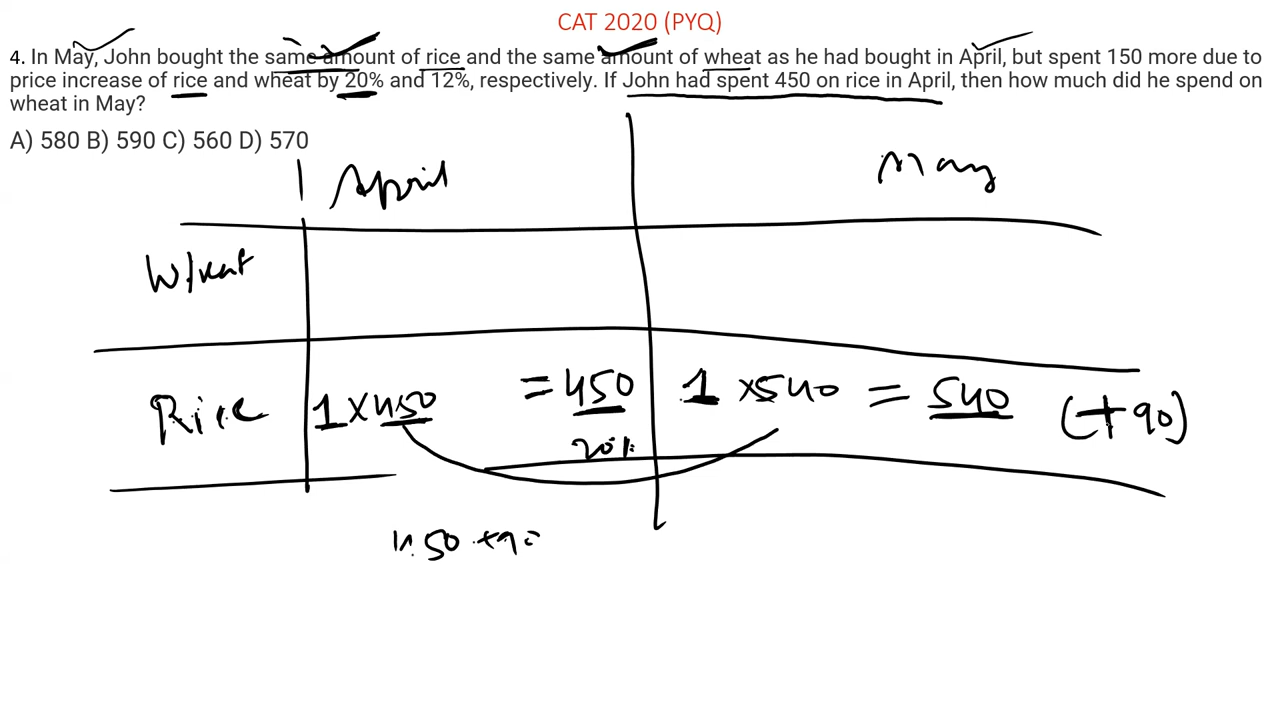 CAT 2020 (PYQ)
4. In May, John bought the same amount of rice and the same amount of wheat as he had bought in April, but spent 150 more due to
price increase of rice and wheat by 20% and 12%, respectively. If John had spent 450 on rice in April, then how much did he spend on
wheat in May?
A) 580 B) 590 C) 560 D) 570
April May
Wheat
Rice 1 × 450 = 450 1 × 540 = 540 (+90)
20%
450 +90